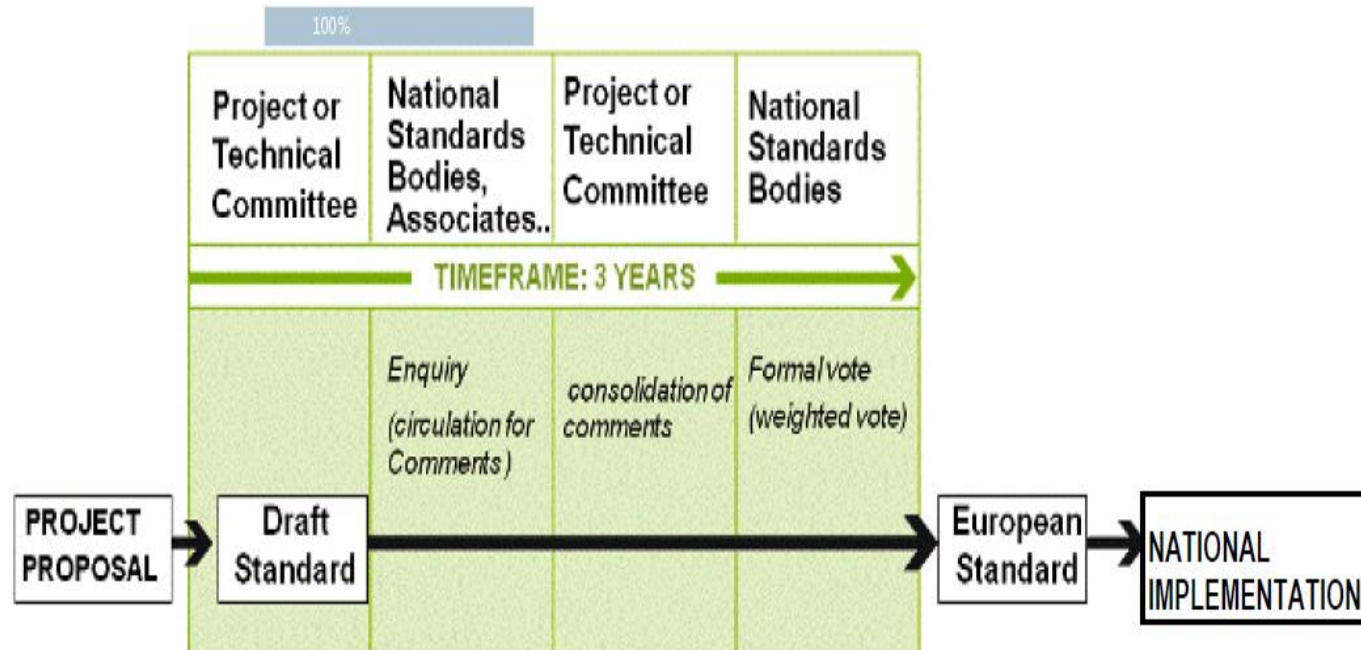 100%
Project or
Technical
Committee
National
Standards
Bodies,
Associates..
Project or
Technical
Committee
National
Standards
Bodies
TIMEFRAME: 3 YEARS
Enquiry
(circulation for
Comments )
consolidation of
comments
Formal vote
(weighted vote)
PROJECT
PROPOSAL
Draft
Standard
European
Standard
NATIONAL
IMPLEMENTATION